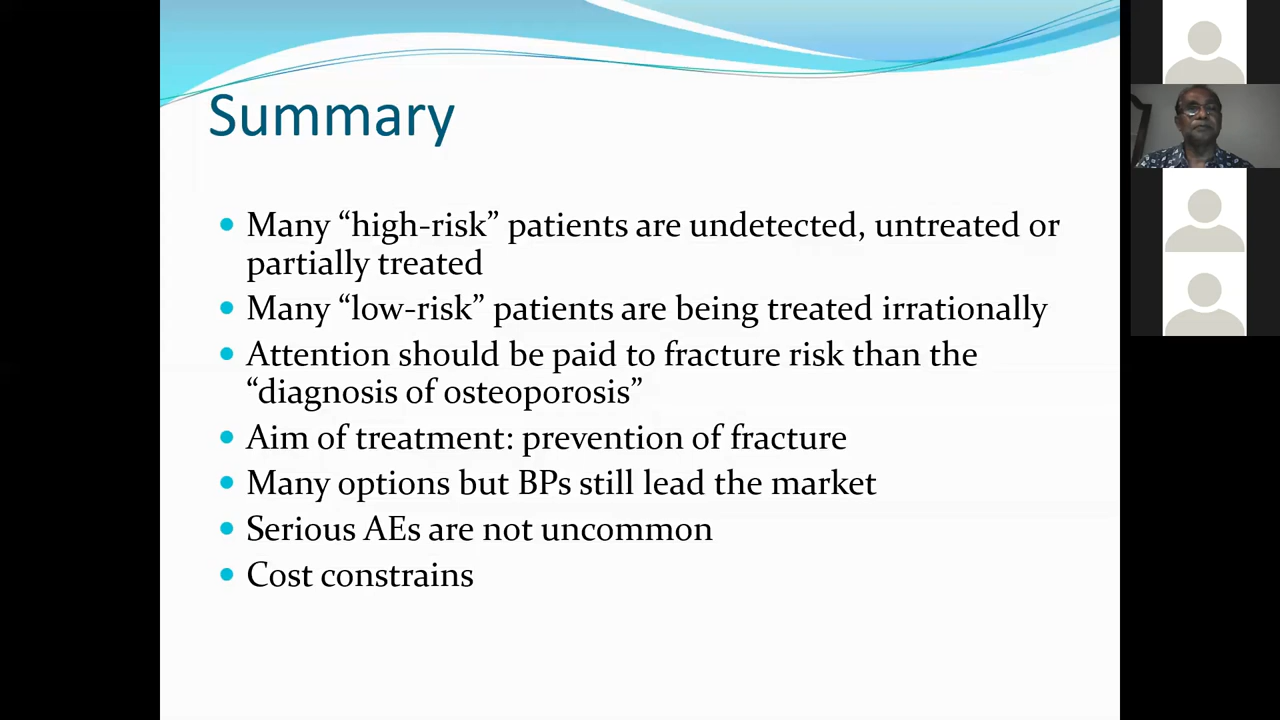 Summary
Many “high-risk” patients are undetected, untreated or
partially treated
Many “low-risk” patients are being treated irrationally
Attention should be paid to fracture risk than the
“diagnosis of osteoporosis”
Aim of treatment: prevention of fracture
Many options but BPs still lead the market
Serious AEs are not uncommon
Cost constrains